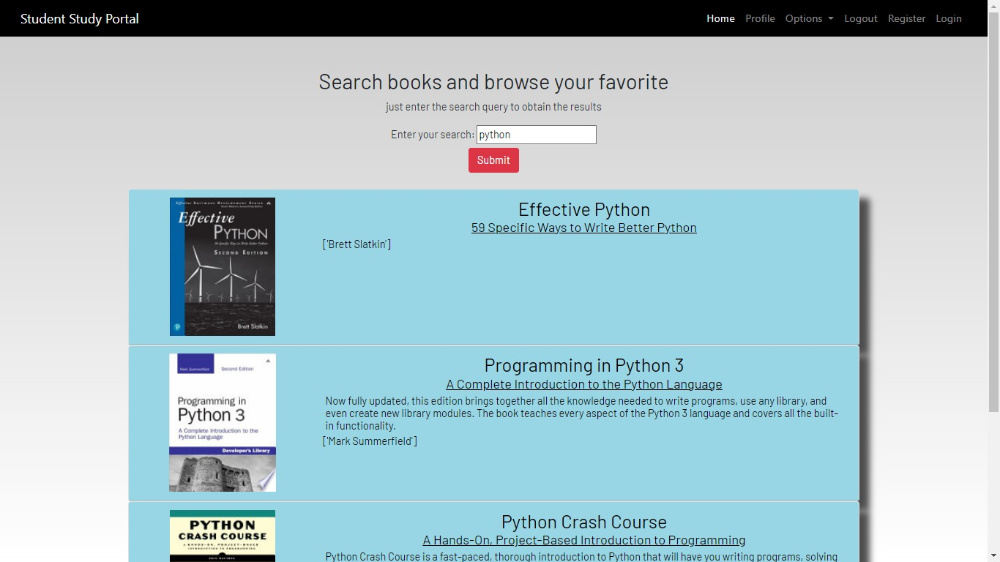 Student Study Portal
Home Profile Options Logout Register Login
Search books and browse your favorite
just enter the search query to obtain the results
Enter your search: python
Submit
Effective
PYTHON
SECOND EDITION
Brett Slatkin
Effective Python
59 Specific Ways to Write Better Python
['Brett Slatkin']
Mark Summerfield Second Edition
Programming in
Python 3
A Complete Introduction to the
Python Language
Developer's Library
Programming in Python 3
A Complete Introduction to the Python Language
Now fully updated, this edition brings together all the knowledge needed to write programs, use any library, and
even create new library modules. The book teaches every aspect of the Python 3 language and covers all the built-
in functionality.
['Mark Summerfield']
PYTHON
CRASH COURSE
A HANDS-ON, PROJECT-BASED
INTRODUCTION TO PROGRAMMING
ERIC MATTHES
Python Crash Course
A Hands-On, Project-Based Introduction to Programming
Python Crash Course is a fast-paced, thorough introduction to Python that will have you writing programs, solving